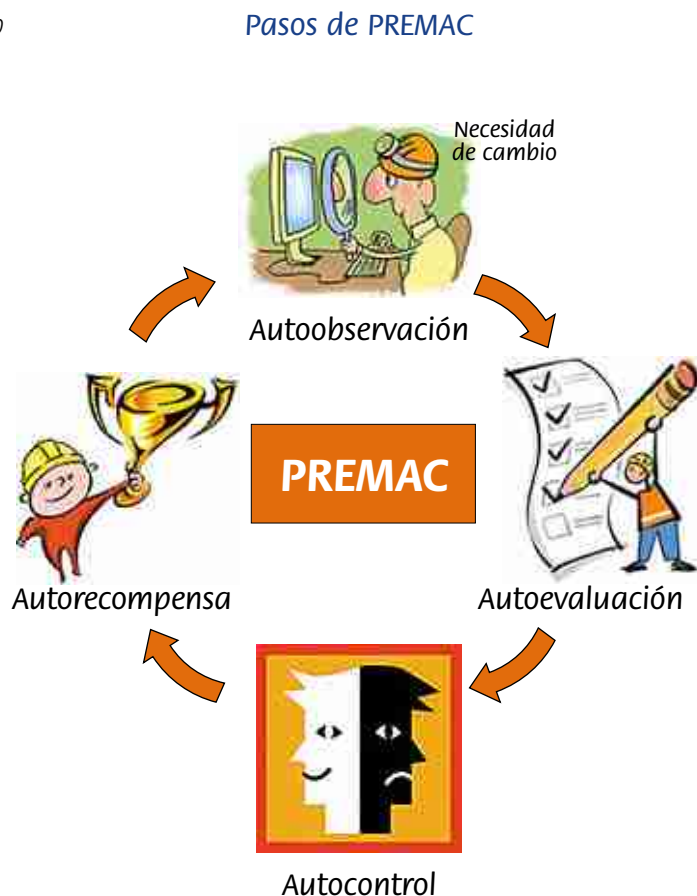 Pasos de PREMAC
Necesidad
de cambio
Autoobservación
PREMAC
Autorecompensa
Autoevaluación
Autocontrol